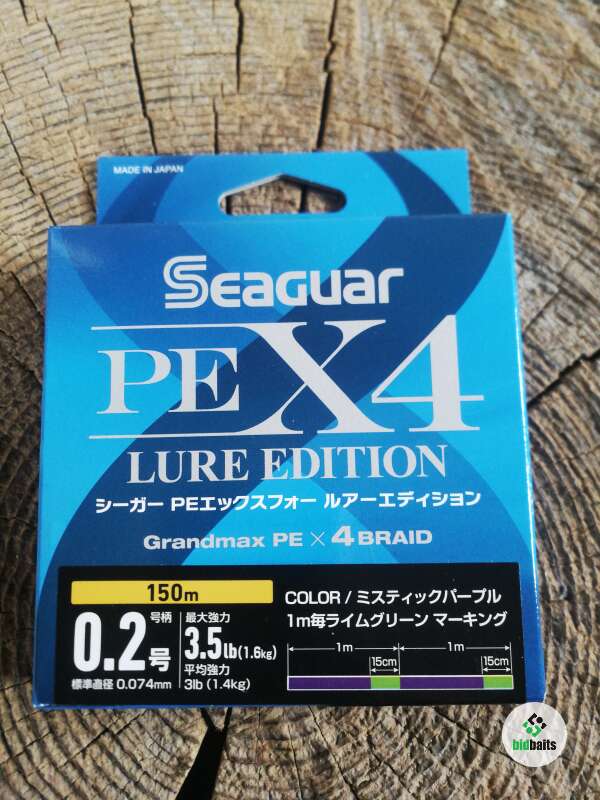 MADE IN JAPAN
SEAGUAR
PE X4
LURE EDITION
シーガー PEエックスフォー ルアーエディション
Grandmax PE × 4 BRAID
150m
0.2号
号柄
標準直径 0.074mm
最大強力
3.5lb(1.6kg)
平均強力
3lb (1.4kg)
COLOR / ミスティックパープル
1m毎ライムグリーン マーキング
1m 1m
15cm 15cm
bidbaits